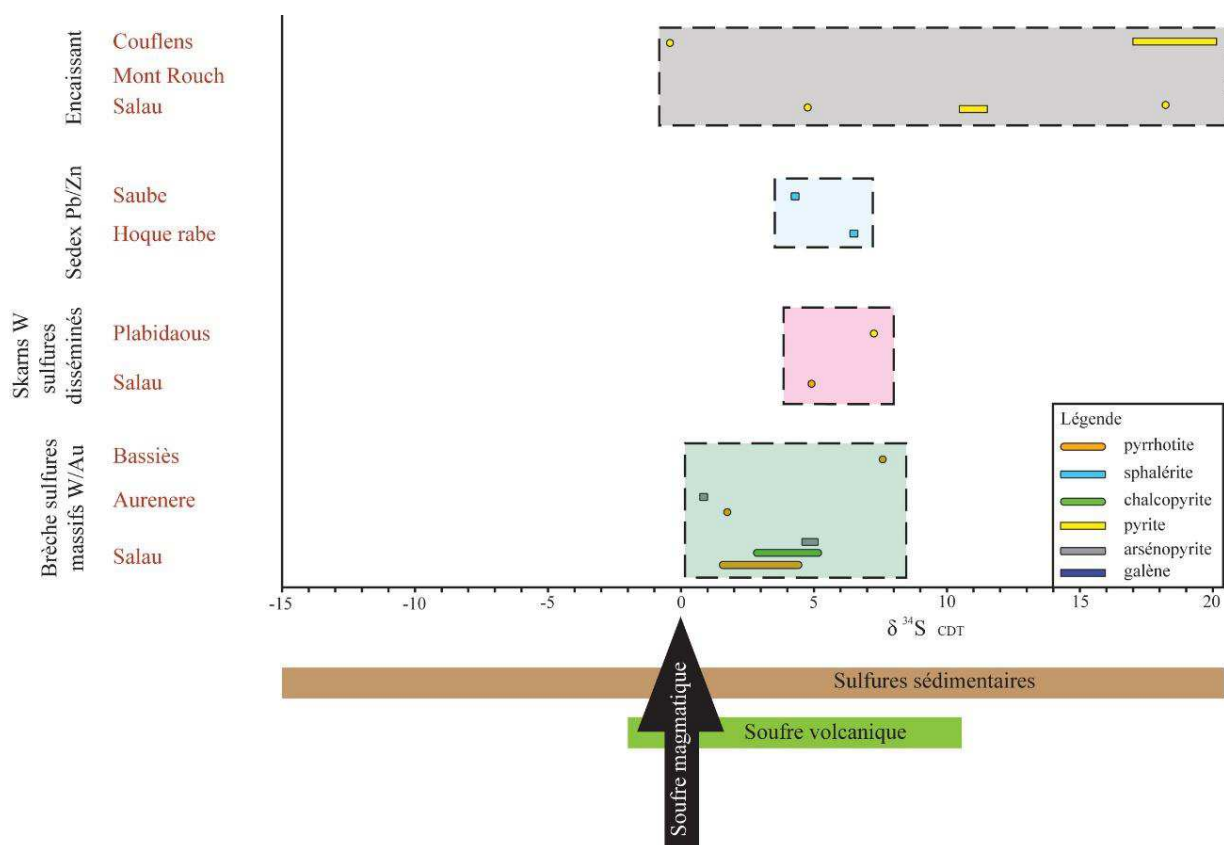 Encaissant
Couflens
Mont Rouch
Salau
Sedex Pb/Zn
Saube
Hoque rabe
Skarns W
sulfures
disséminés
Plabidaous
Salau
Brèche sulfures
massifs W/Au
Bassiès
Aurenere
Salau
Légende
pyrrhotite
sphalérite
chalcopyrite
pyrite
arsénopyrite
galène
-15 -10 -5 0 5 10 15 20
δ ³⁴S CDT
Sulfures sédimentaires
Soufre volcanique
Soufre magmatique